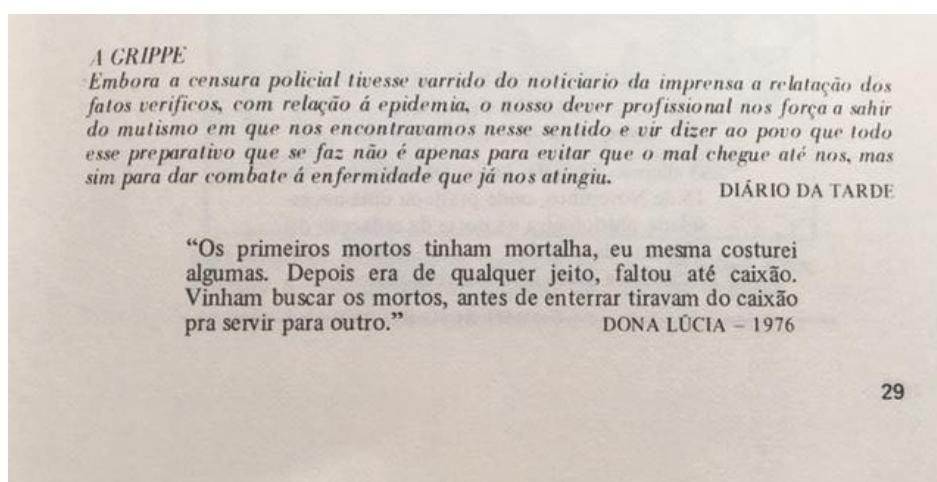 A GRIPPE
Embora a censura policial tivesse varrido do noticiario da imprensa a relatação dos
fatos verificos, com relação á epidemia, o nosso dever profissional nos força a sahir
do mutismo em que nos encontravamos nesse sentido e vir dizer ao povo que todo
esse preparativo que se faz não é apenas para evitar que o mal chegue até nos, mas
sim para dar combate á enfermidade que já nos atingiu.
DIÁRIO DA TARDE
“Os primeiros mortos tinham mortalha, eu mesma costurei
algumas. Depois era de qualquer jeito, faltou até caixão.
Vinham buscar os mortos, antes de enterrar tiravam do caixão
pra servir para outro.” DONA LÚCIA – 1976
29